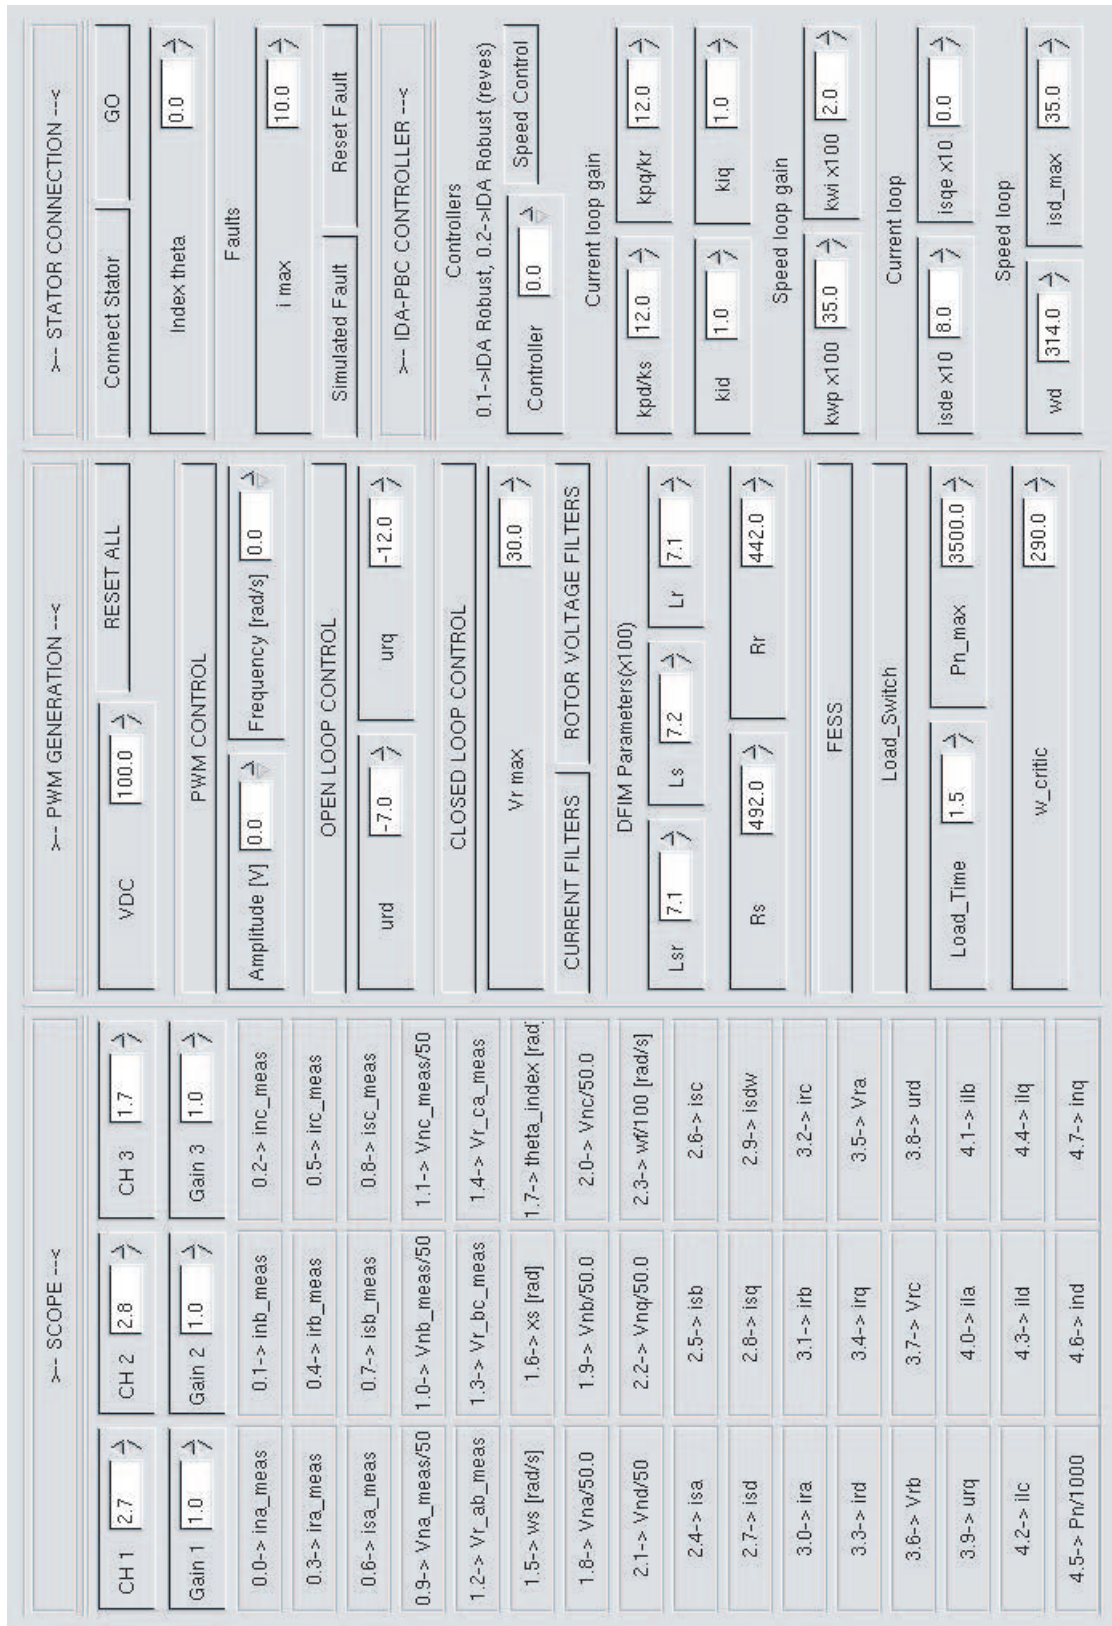 >-- SCOPE --<
CH 1 2.7 CH 2 2.8 CH 3 1.7
Gain 1 1.0 Gain 2 1.0 Gain 3 1.0
0.0-> ina_meas 0.1-> inb_meas 0.2-> inc_meas
0.3-> ira_meas 0.4-> irb_meas 0.5-> irc_meas
0.6-> isa_meas 0.7-> isb_meas 0.8-> isc_meas
0.9-> Vna_meas/50 1.0-> Vnb_meas/50 1.1-> Vnc_meas/50
1.2-> Vr_ab_meas 1.3-> Vr_bc_meas 1.4-> Vr_ca_meas
1.5-> ws [rad/s] 1.6-> xs [rad] 1.7-> theta_index [rad]
1.8-> Vna/50.0 1.9-> Vnb/50.0 2.0-> Vnc/50.0
2.1-> Vnd/50 2.2-> Vnq/50.0 2.3-> wf/100 [rad/s]
2.4-> isa 2.5-> isb 2.6-> isc
2.7-> isd 2.8-> isq 2.9-> isdw
3.0-> ira 3.1-> irb 3.2-> irc
3.3-> ird 3.4-> irq 3.5-> Vra
3.6-> Vrb 3.7-> Vrc 3.8-> urd
3.9-> urq 4.0-> ila 4.1-> ilb
4.2-> ilc 4.3-> ild 4.4-> ilq
4.5-> Pn/1000 4.6-> ind 4.7-> inq
>-- PWM GENERATION --<
VDC 100.0 RESET ALL
PWM CONTROL
Amplitude [V] 0.0 Frequency [rad/s] 0.0
OPEN LOOP CONTROL
urd -7.0 urq -12.0
CLOSED LOOP CONTROL
Vr max 30.0
CURRENT FILTERS ROTOR VOLTAGE FILTERS
DFIM Parameters(x100)
Lsr 7.1 Ls 7.2 Lr 7.1
Rs 492.0 Rr 442.0
FESS
Load_Switch
Load_Time 1.5 Pn_max 3500.0
w_critic 290.0
>-- STATOR CONNECTION --<
Connect Stator GO
Index theta 0.0
Faults
i max 10.0
Simulated Fault Reset Fault
>-- IDA-PBC CONTROLLER --<
Controllers
0.1->IDA Robust, 0.2->IDA Robust (reves)
Controller 0.0 Speed Control
Current loop gain
kpd/ks 12.0 kpq/kr 12.0
kid 1.0 kiq 1.0
Speed loop gain
kwp x100 35.0 kwi x100 2.0
Current loop
isde x10 8.0 isqe x10 0.0
Speed loop
wd 314.0 isd_max 35.0